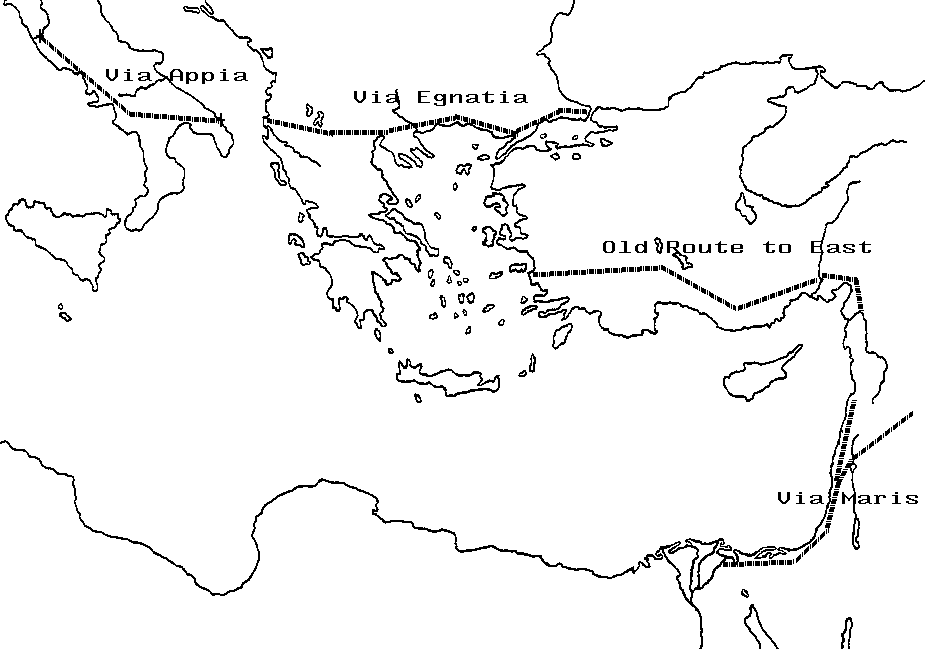 Via Appia
Via Egnatia
Old Route to East
Via Maris